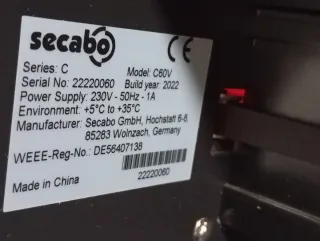 secabo
CE
Series: C
Model: C60V
Serial No: 22220060
Build year: 2022
Power Supply: 230V - 50Hz - 1A
Environment: +5°C to +35°C
Manufacturer: Secabo GmbH, Hochstatt 6-8,
85283 Wolnzach, Germany
WEEE-Reg-No.: DE56407138
Made in China
22220060